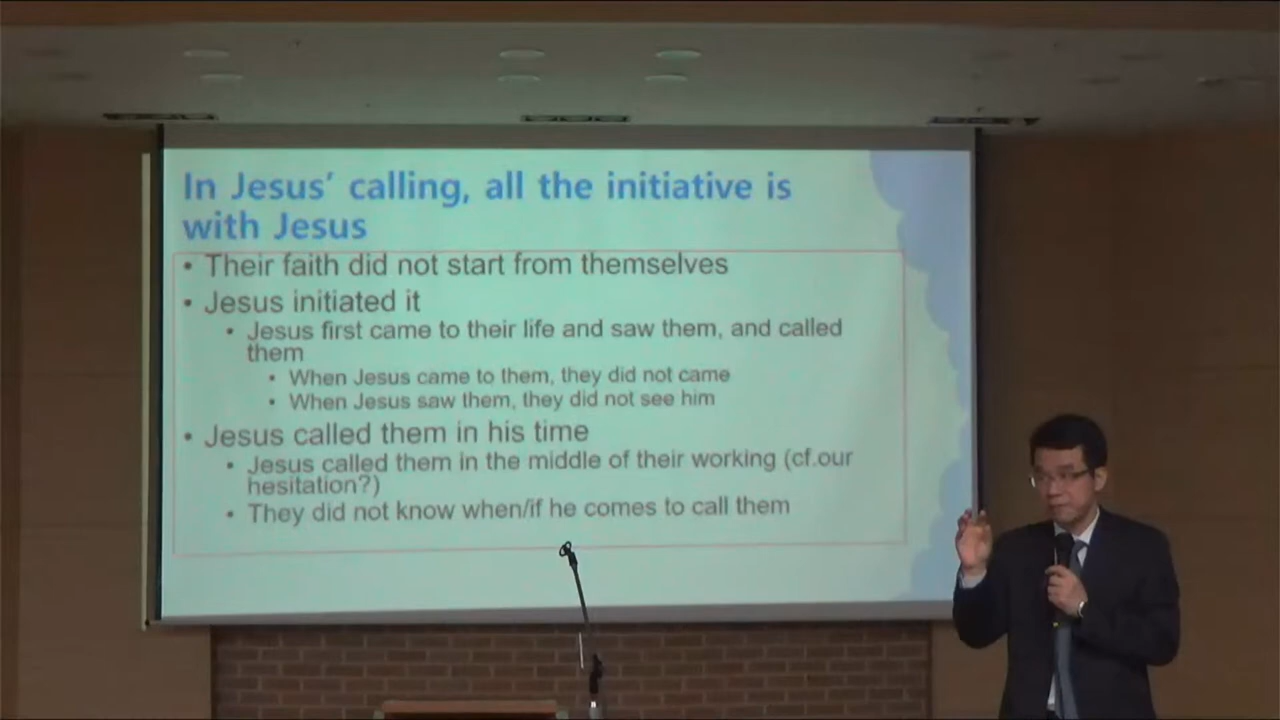 In Jesus' calling, all the initiative is
with Jesus
• Their faith did not start from themselves
• Jesus initiated it
• Jesus first came to their life and saw them, and called
them
• When Jesus came to them, they did not came
• When Jesus saw them, they did not see him
• Jesus called them in his time
• Jesus called them in the middle of their working (cf.our
hesitation?)
• They did not know when/if he comes to call them